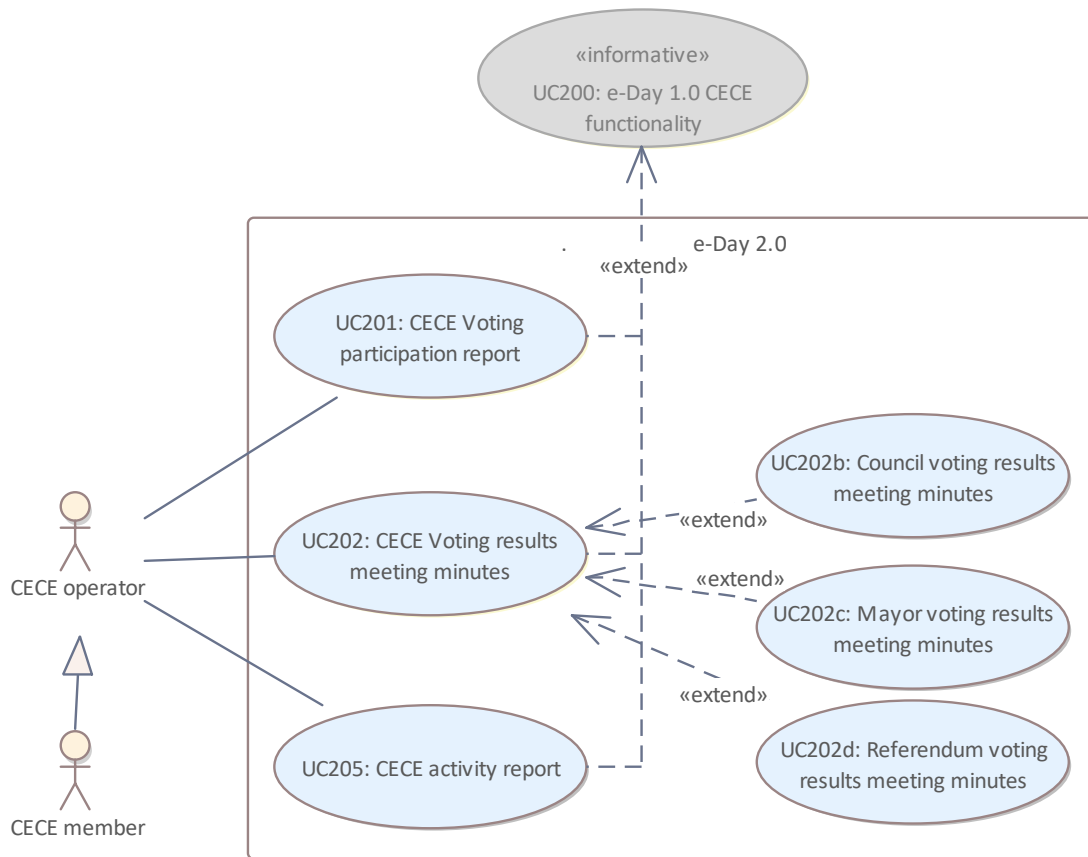 «informative»
UC200: e-Day 1.0 CECE
functionality
. e-Day 2.0
«extend»
UC201: CECE Voting
participation report
UC202b: Council voting results
meeting minutes
«extend»
UC202: CECE Voting results
meeting minutes
«extend»
UC202c: Mayor voting results
meeting minutes
CECE operator
«extend»
UC205: CECE activity report
UC202d: Referendum voting
results meeting minutes
CECE member